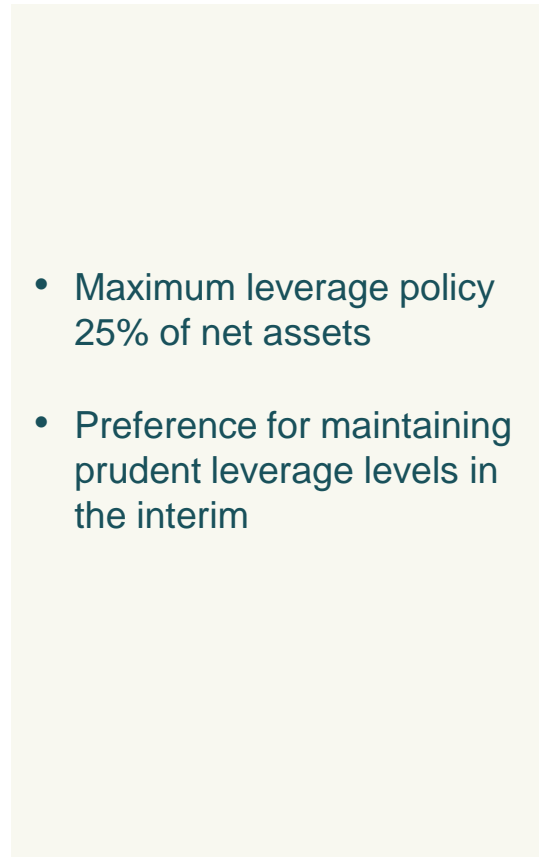 • Maximum leverage policy
25% of net assets
• Preference for maintaining
prudent leverage levels in
the interim